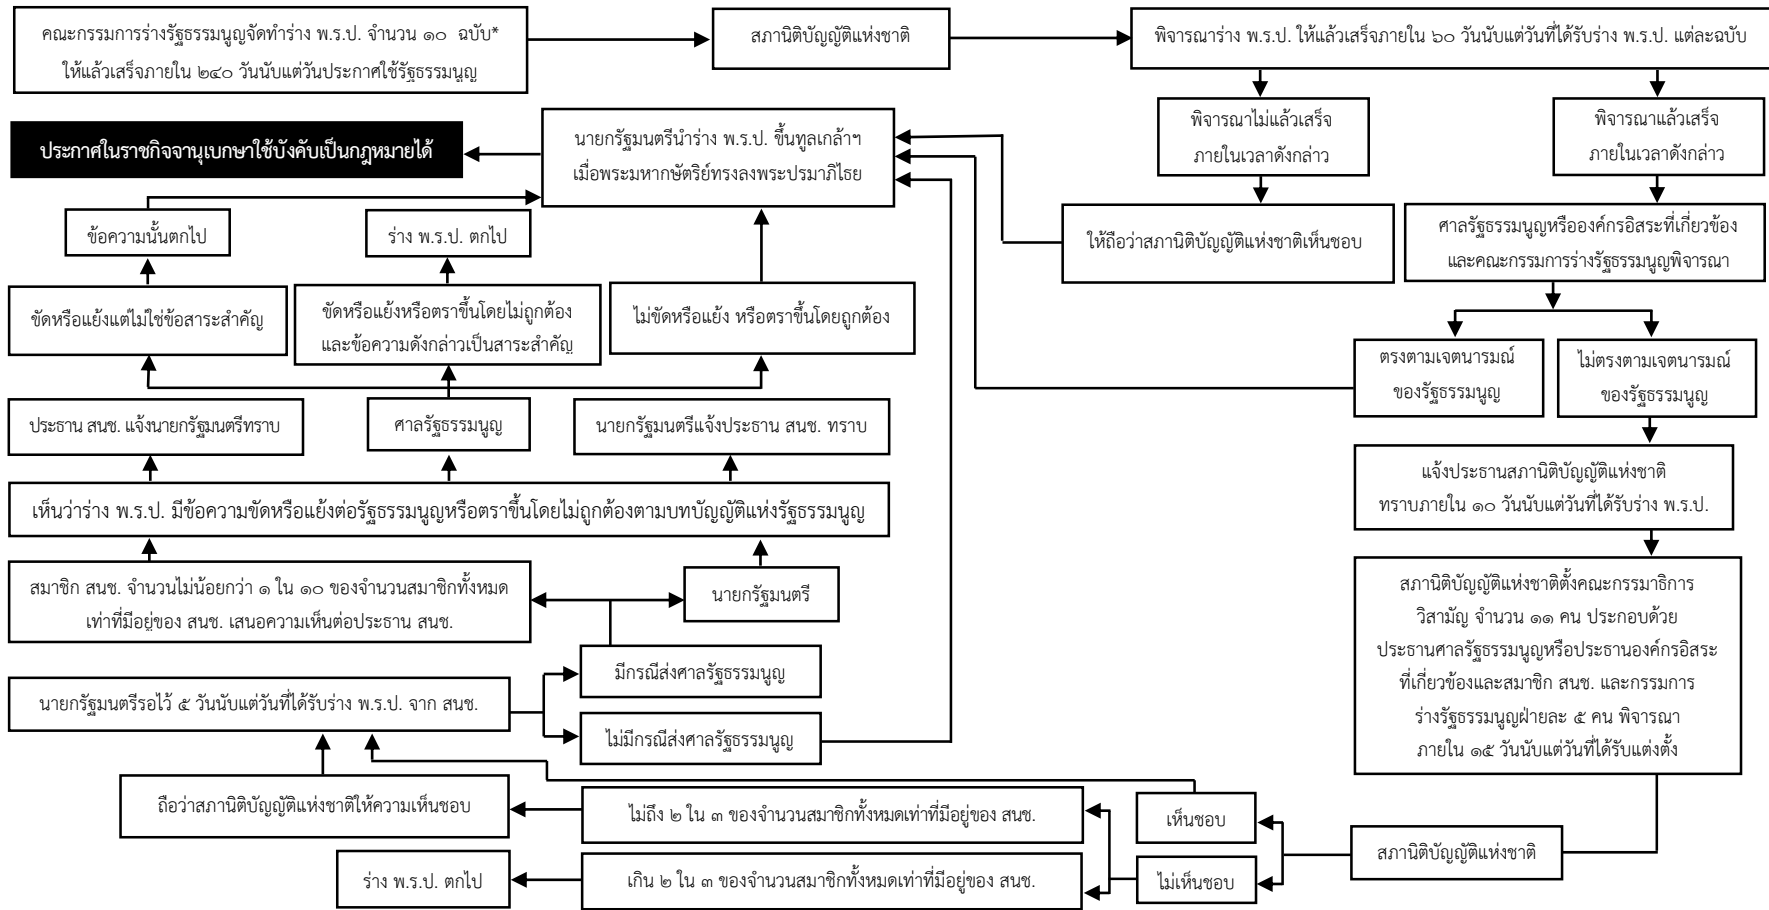 คณะกรรมการร่างรัฐธรรมนูญจัดทำร่าง พ.ร.ป. จำนวน ๑๐ ฉบับ*
ให้แล้วเสร็จภายใน ๒๔๐ วันนับแต่วันประกาศใช้รัฐธรรมนูญ
สภานิติบัญญัติแห่งชาติ
พิจารณาร่าง พ.ร.ป. ให้แล้วเสร็จภายใน ๖๐ วันนับแต่วันที่ได้รับร่าง พ.ร.ป. แต่ละฉบับ
พิจารณาไม่แล้วเสร็จ
ภายในเวลาดังกล่าว
พิจารณาแล้วเสร็จ
ภายในเวลาดังกล่าว
ประกาศในราชกิจจานุเบกษาใช้บังคับเป็นกฎหมายได้
นายกรัฐมนตรีนำร่าง พ.ร.ป. ขึ้นทูลเกล้าฯ
เมื่อพระมหากษัตริย์ทรงลงพระปรมาภิไธย
ข้อความนั้นตกไป
ร่าง พ.ร.ป. ตกไป
ให้ถือว่าสภานิติบัญญัติแห่งชาติเห็นชอบ
ศาลรัฐธรรมนูญหรือองค์กรอิสระที่เกี่ยวข้อง
และคณะกรรมการร่างรัฐธรรมนูญพิจารณา
ขัดหรือแย้งแต่ไม่ใช่ข้อสาระสำคัญ
ขัดหรือแย้งหรือตราขึ้นโดยไม่ถูกต้อง
และข้อความดังกล่าวเป็นสาระสำคัญ
ไม่ขัดหรือแย้ง หรือตราขึ้นโดยถูกต้อง
ตรงตามเจตนารมณ์
ของรัฐธรรมนูญ
ไม่ตรงตามเจตนารมณ์
ของรัฐธรรมนูญ
ประธาน สนช. แจ้งนายกรัฐมนตรีทราบ
ศาลรัฐธรรมนูญ
นายกรัฐมนตรีแจ้งประธาน สนช. ทราบ
แจ้งประธานสภานิติบัญญัติแห่งชาติ
ทราบภายใน ๑๐ วันนับแต่วันที่ได้รับร่าง พ.ร.ป.
เห็นว่าร่าง พ.ร.ป. มีข้อความขัดหรือแย้งต่อรัฐธรรมนูญหรือตราขึ้นโดยไม่ถูกต้องตามบทบัญญัติแห่งรัฐธรรมนูญ
สมาชิก สนช. จำนวนไม่น้อยกว่า ๑ ใน ๑๐ ของจำนวนสมาชิกทั้งหมด
เท่าที่มีอยู่ของ สนช. เสนอความเห็นต่อประธาน สนช.
นายกรัฐมนตรี
สภานิติบัญญัติแห่งชาติตั้งคณะกรรมาธิการ
วิสามัญ จำนวน ๑๑ คน ประกอบด้วย
ประธานศาลรัฐธรรมนูญหรือประธานองค์กรอิสระ
ที่เกี่ยวข้องและสมาชิก สนช. และกรรมการ
ร่างรัฐธรรมนูญฝ่ายละ ๕ คน พิจารณา
ภายใน ๑๕ วันนับแต่วันที่ได้รับแต่งตั้ง
มีกรณีส่งศาลรัฐธรรมนูญ
นายกรัฐมนตรีรอไว้ ๕ วันนับแต่วันที่ได้รับร่าง พ.ร.ป. จาก สนช.
ไม่มีกรณีส่งศาลรัฐธรรมนูญ
ถือว่าสภานิติบัญญัติแห่งชาติให้ความเห็นชอบ
ไม่ถึง ๒ ใน ๓ ของจำนวนสมาชิกทั้งหมดเท่าที่มีอยู่ของ สนช.
เห็นชอบ
สภานิติบัญญัติแห่งชาติ
ร่าง พ.ร.ป. ตกไป
เกิน ๒ ใน ๓ ของจำนวนสมาชิกทั้งหมดเท่าที่มีอยู่ของ สนช.
ไม่เห็นชอบ